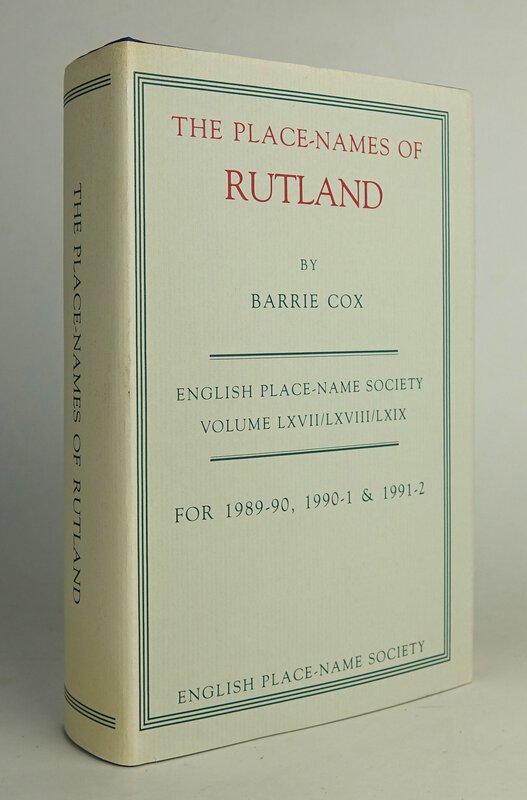 THE PLACE-NAMES OF RUTLAND
THE PLACE-NAMES OF
RUTLAND
BY
BARRIE COX
ENGLISH PLACE-NAME SOCIETY
VOLUME LXVII/LXVIII/LXIX
FOR 1989-90, 1990-1 & 1991-2
ENGLISH PLACE-NAME SOCIETY